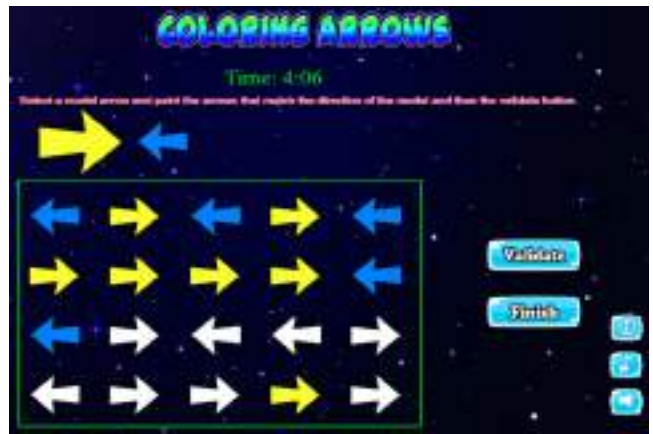 COLORING ARROWS
Time: 4:06
Select a model arrow and paint the arrows that match the direction of the model and then the validate button.
Validate
Finish